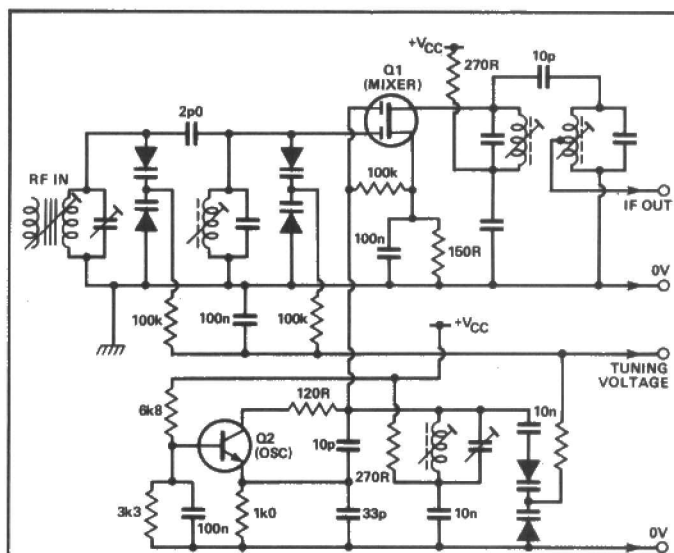 +VCC
270R
10p
Q1
(MIXER)
2p0
RF IN
100k
IF OUT
100n
150R
0V
100k
100n
100k
+VCC
TUNING
VOLTAGE
120R
6k8
10n
Q2
(OSC)
10p
270R
3k3
100n
1k0
33p
10n
0V